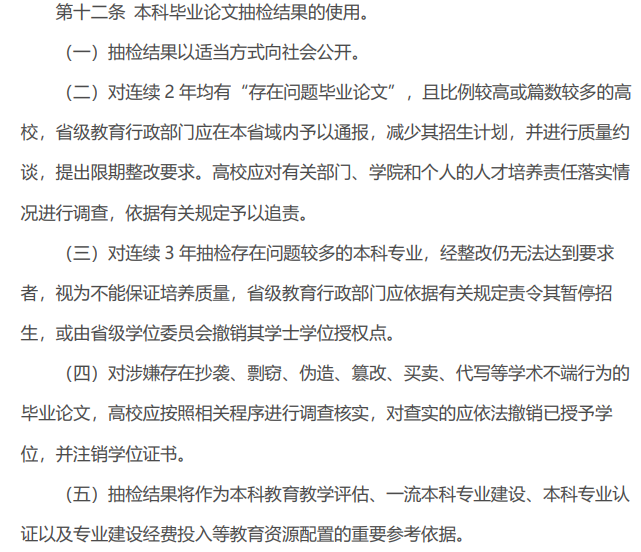 第十二条 本科毕业论文抽检结果的使用。
（一）抽检结果以适当方式向社会公开。
（二）对连续 2 年均有“存在问题毕业论文”，且比例较高或篇数较多的高
校，省级教育行政部门应在本省域内予以通报，减少其招生计划，并进行质量约
谈，提出限期整改要求。高校应对有关部门、学院和个人的人才培养责任落实情
况进行调查，依据有关规定予以追责。
（三）对连续 3 年抽检存在问题较多的本科专业，经整改仍无法达到要求
者，视为不能保证培养质量，省级教育行政部门应依据有关规定责令其暂停招
生，或由省级学位委员会撤销其学士学位授权点。
（四）对涉嫌存在抄袭、剽窃、伪造、篡改、买卖、代写等学术不端行为的
毕业论文，高校应按照相关程序进行调查核实，对查实的应依法撤销已授予学
位，并注销学位证书。
（五）抽检结果将作为本科教育教学评估、一流本科专业建设、本科专业认
证以及专业建设经费投入等教育资源配置的重要参考依据。